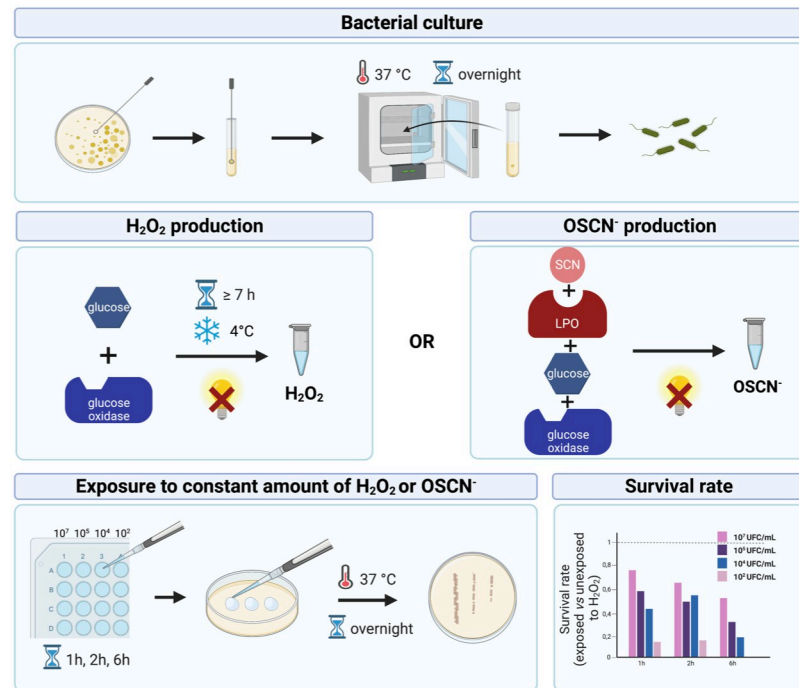 Bacterial culture
37 °C overnight
H₂O₂ production
glucose
+
glucose
oxidase
≥ 7 h
4°C
H₂O₂
OR
OSCN⁻ production
SCN
+
LPO
+
glucose
+
glucose
oxidase
OSCN⁻
Exposure to constant amount of H₂O₂ or OSCN⁻
10⁷ 10⁵ 10⁴ 10²
1 2 3 4
A
B
C
D
1h, 2h, 6h
37 °C
overnight
Survival rate
Survival rate
(exposed vs unexposed
to H₂O₂)
1
0,8
0,6
0,4
0,2
0
10⁷ UFC/mL
10⁵ UFC/mL
10⁴ UFC/mL
10² UFC/mL
1h 2h 6h